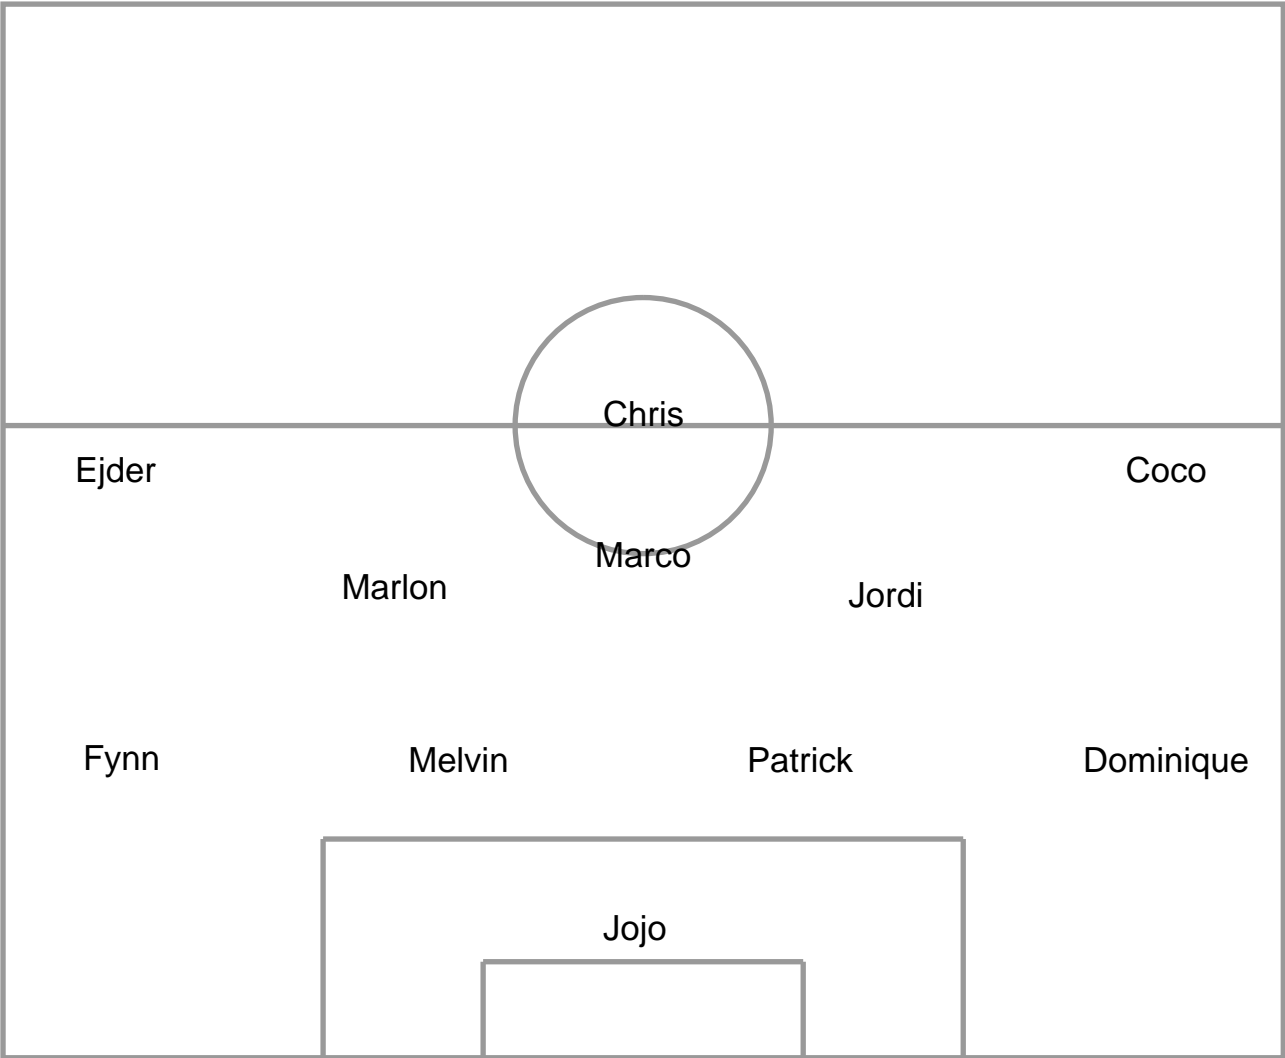 Chris
Ejder
Coco
Marco
Marlon
Jordi
Fynn
Melvin
Patrick
Dominique
Jojo